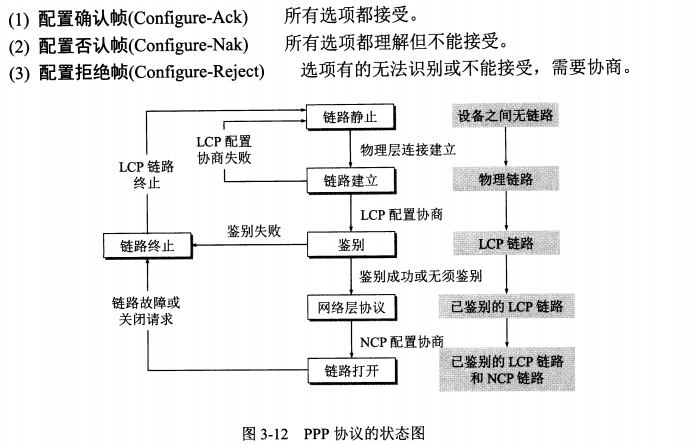 (1) 配置确认帧(Configure-Ack) 所有选项都接受。
(2) 配置否认帧(Configure-Nak) 所有选项都理解但不能接受。
(3) 配置拒绝帧(Configure-Reject) 选项有的无法识别或不能接受，需要协商。
链路静止
设备之间无链路
LCP 配置
协商失败
物理层连接建立
LCP 链路
终止
链路建立
物理链路
LCP 配置协商
鉴别失败
链路终止
鉴别
LCP 链路
鉴别成功或无须鉴别
链路故障或
关闭请求
网络层协议
已鉴别的 LCP 链路
NCP 配置协商
链路打开
已鉴别的 LCP 链路
和 NCP 链路
图 3-12 PPP 协议的状态图